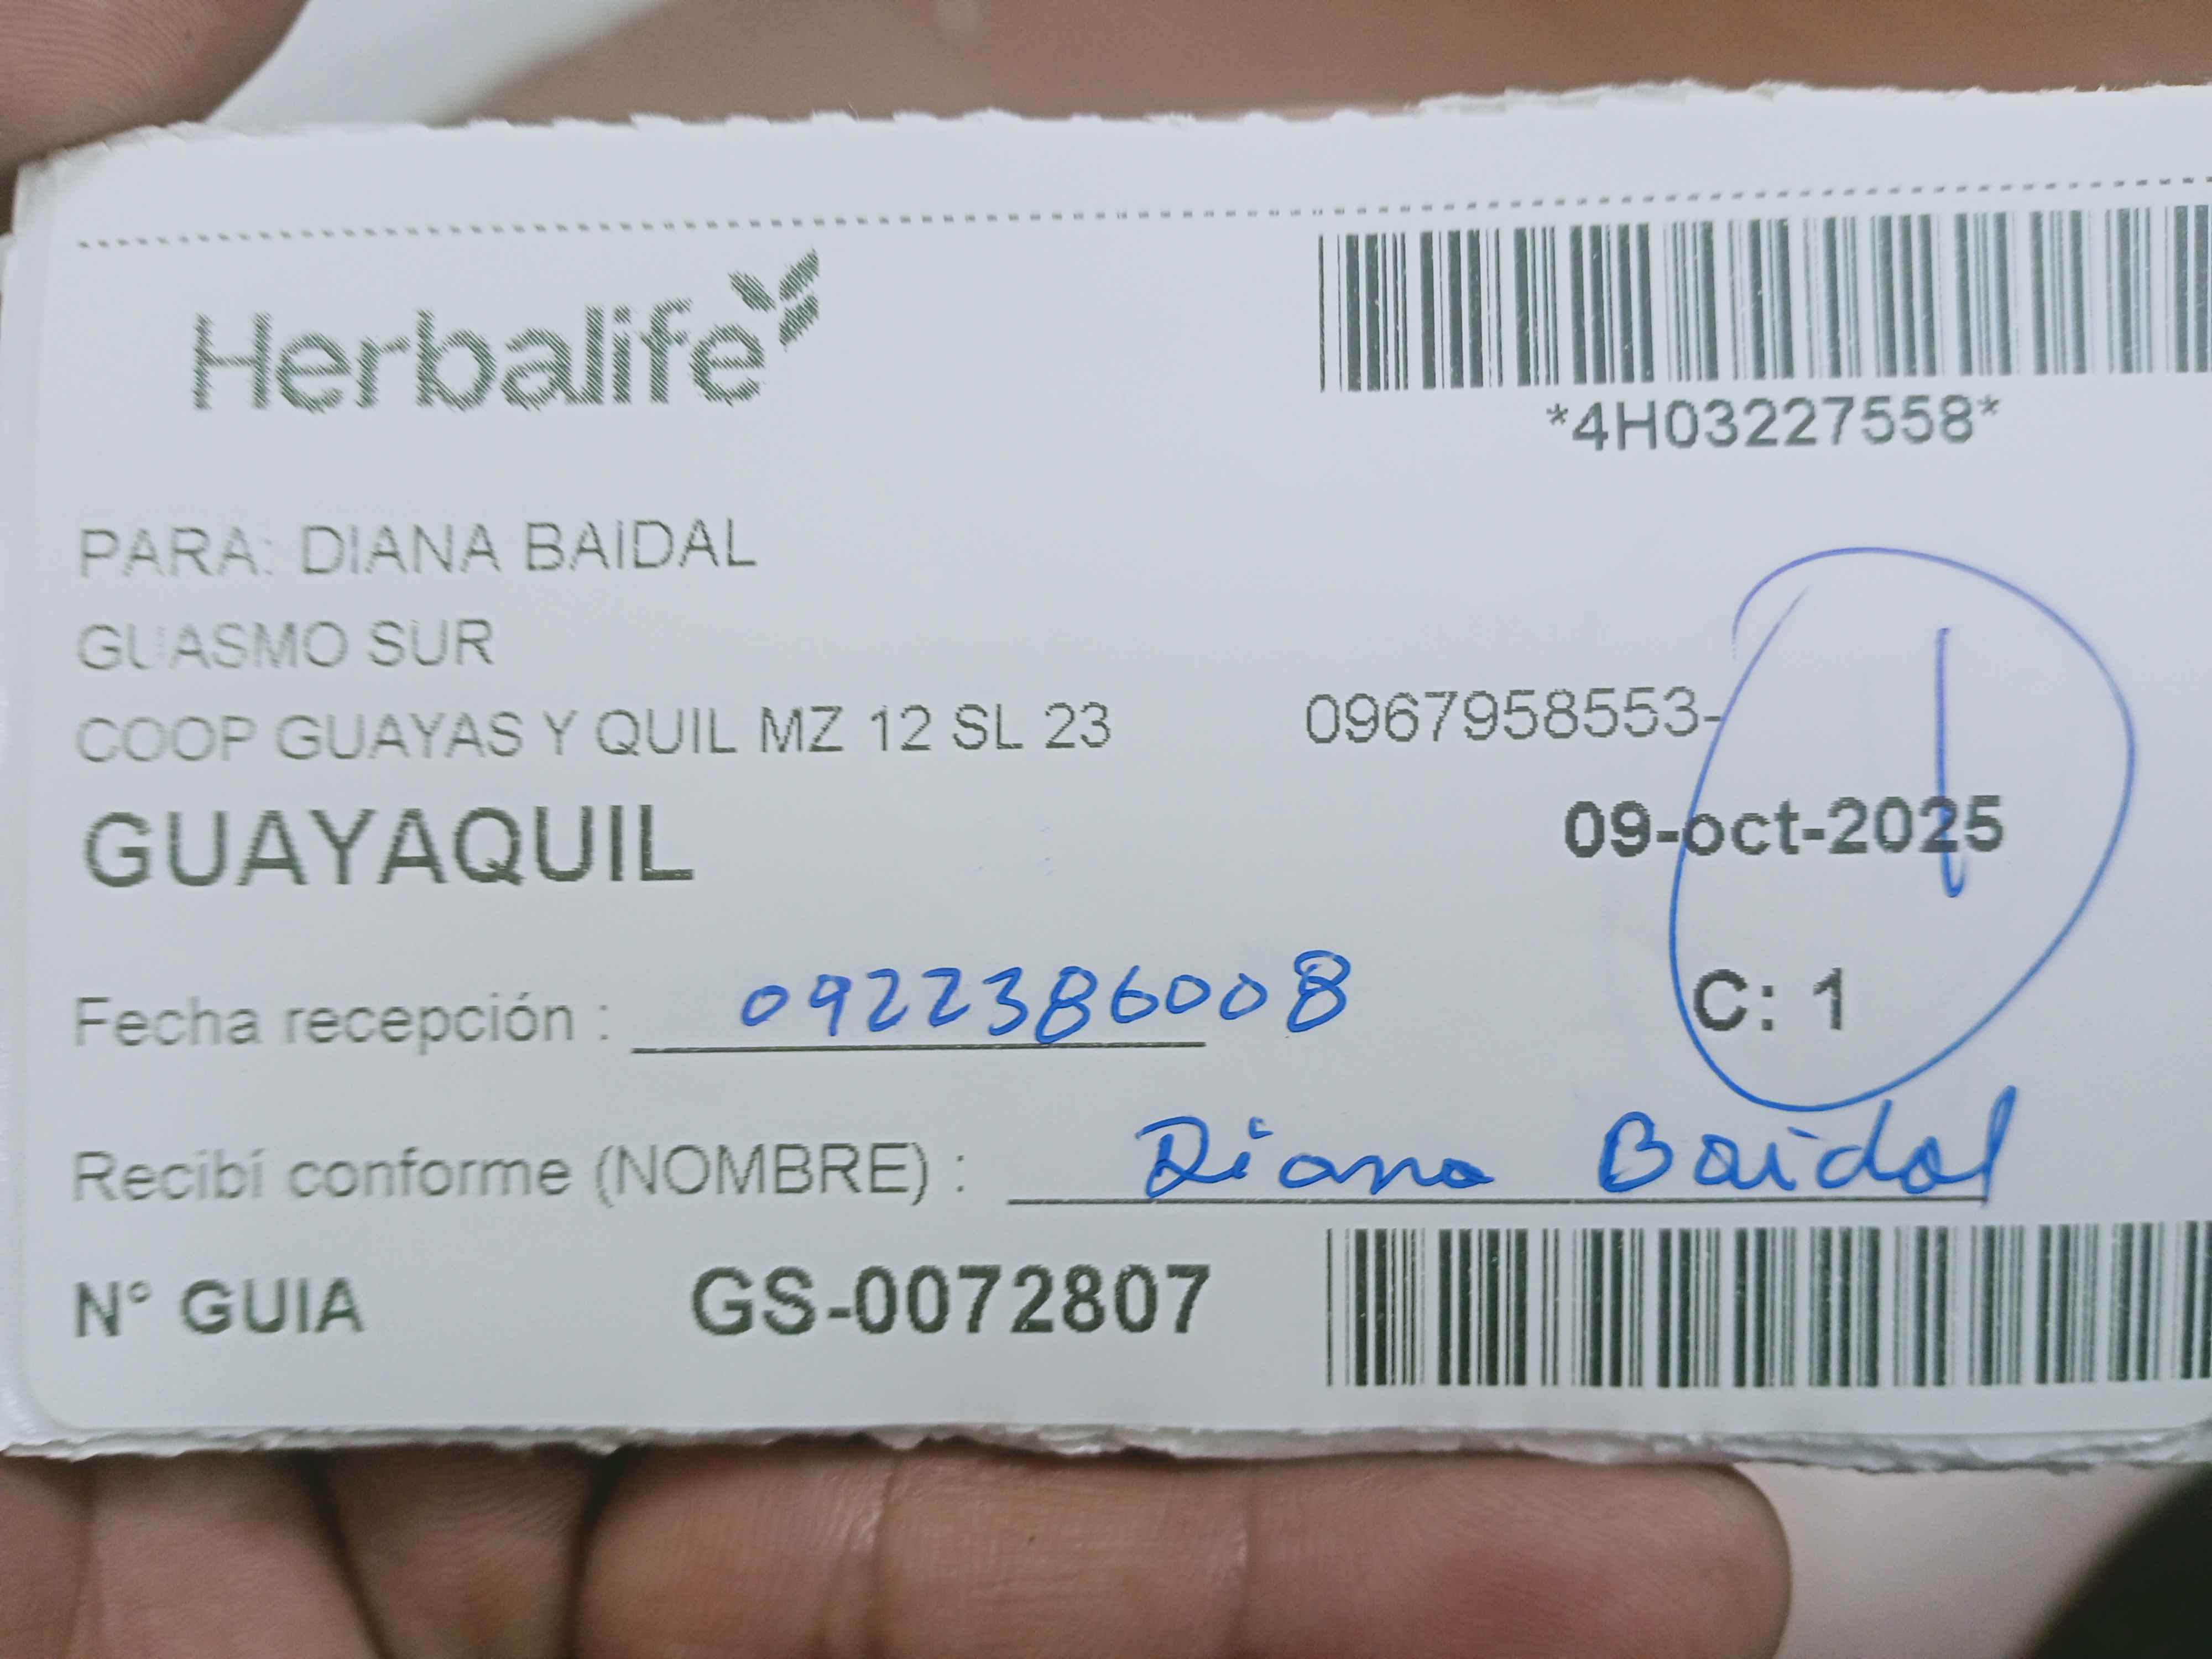 Herbalife
*4H03227558*
PARA: DIANA BAIDAL
GUASMO SUR
COOP GUAYAS Y QUIL MZ 12 SL 23 0967958553-
GUAYAQUIL 09-oct-2025
Fecha recepción : 0922386008 C: 1
Recibí conforme (NOMBRE) : Diana Baidal
N° GUIA GS-0072807